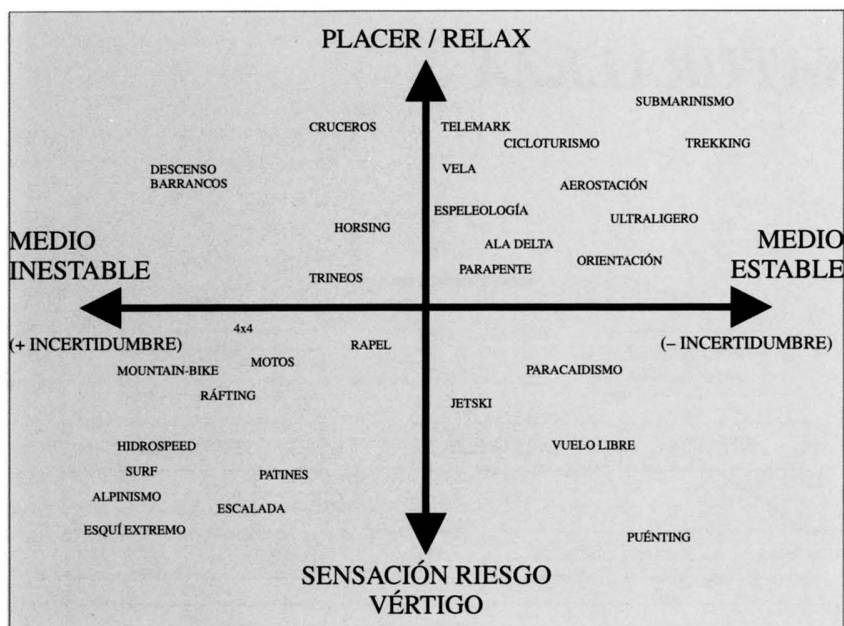 PLACER / RELAX
SUBMARINISMO
CRUCEROS
TELEMARK
CICLOTURISMO
TREKKING
DESCENSO
BARRANCOS
VELA
AEROSTACIÓN
ESPELEOLOGÍA
ULTRALIGERO
HORSING
MEDIO
INESTABLE
ALA DELTA
MEDIO
ESTABLE
TRINEOS
PARAPENTE
ORIENTACIÓN
4x4
(+ INCERTIDUMBRE)
RAPEL
(– INCERTIDUMBRE)
MOUNTAIN-BIKE
MOTOS
PARACAIDISMO
RÁFTING
JETSKI
HIDROSPEED
VUELO LIBRE
SURF
PATINES
ALPINISMO
ESCALADA
ESQUÍ EXTREMO
PUÉNTING
SENSACIÓN RIESGO
VÉRTIGO